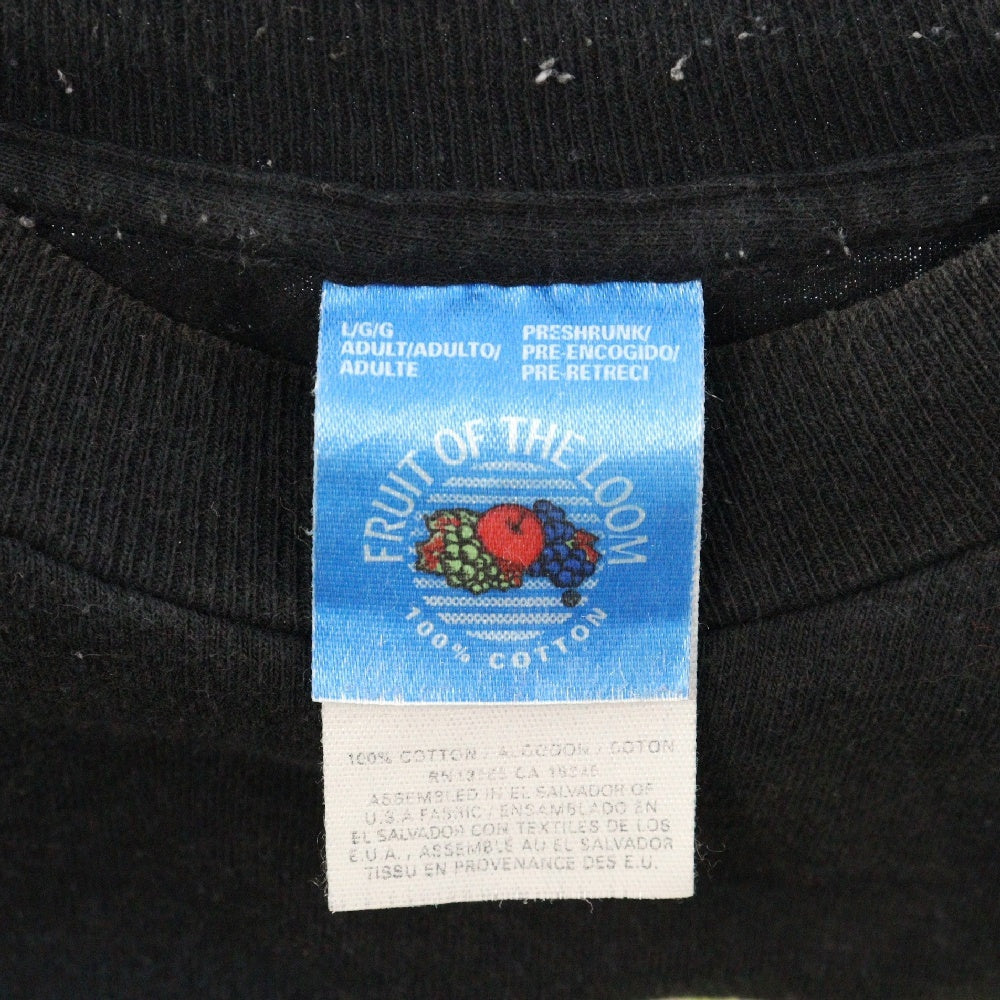 L/G/G
ADULT/ADULTO/
ADULTE
PRESHRUNK/
PRE-ENCOGIDO/
PRE-RETRECI
FRUIT OF THE LOOM
100% COTTON
100% COTTON / ALGODON / COTON
CA
ASSEMBLED IN EL SALVADOR OF
U.S.A FABRIC / ENSAMBLADO EN
EL SALVADOR CON TEXTILES DE LOS
E.U.A., ASSEMBLE AU EL SALVADOR
TISSU EN PROVENANCE DES E.U.